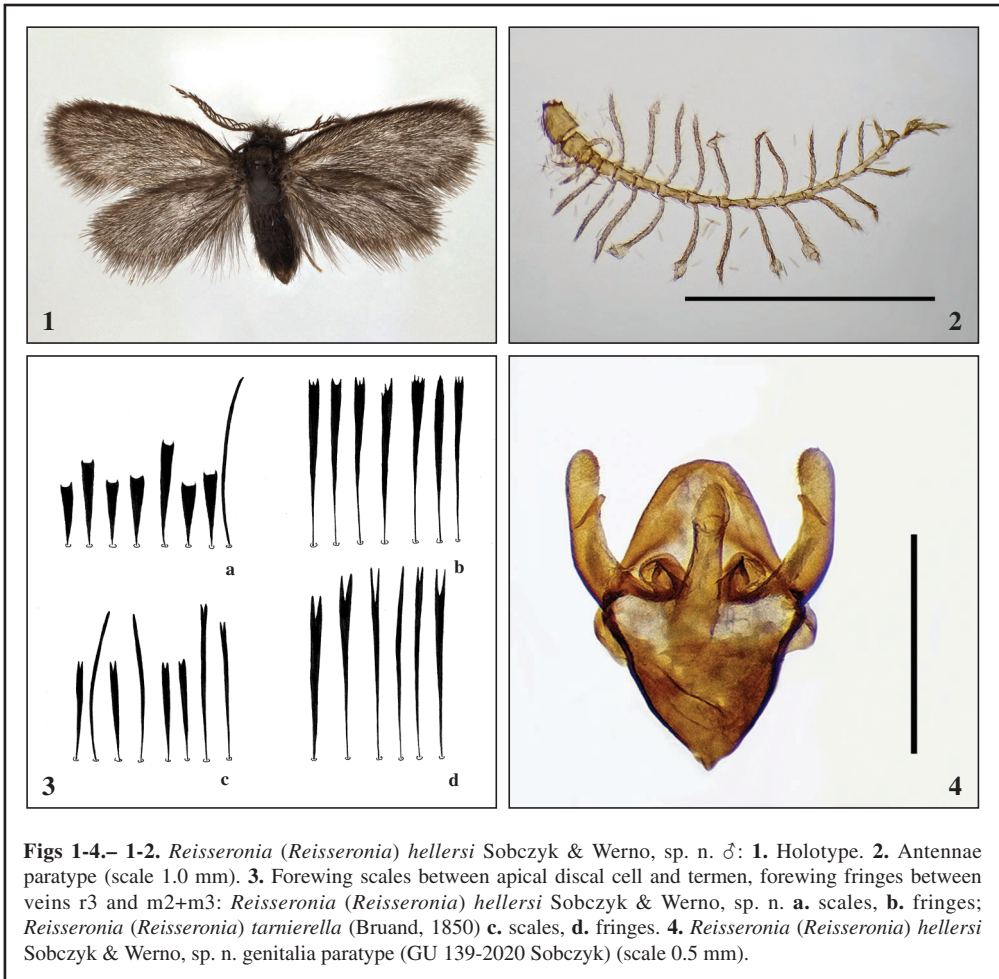 1
2
a
b
c
d
3
4
Figs 1-4.– 1-2. Reisseronia (Reisseronia) hellersi Sobczyk & Werno, sp. n. ♂: 1. Holotype. 2. Antennae
paratype (scale 1.0 mm). 3. Forewing scales between apical discal cell and termen, forewing fringes between
veins r3 and m2+m3: Reisseronia (Reisseronia) hellersi Sobczyk & Werno, sp. n. a. scales, b. fringes;
Reisseronia (Reisseronia) tarnierella (Bruand, 1850) c. scales, d. fringes. 4. Reisseronia (Reisseronia) hellersi
Sobczyk & Werno, sp. n. genitalia paratype (GU 139-2020 Sobczyk) (scale 0.5 mm).